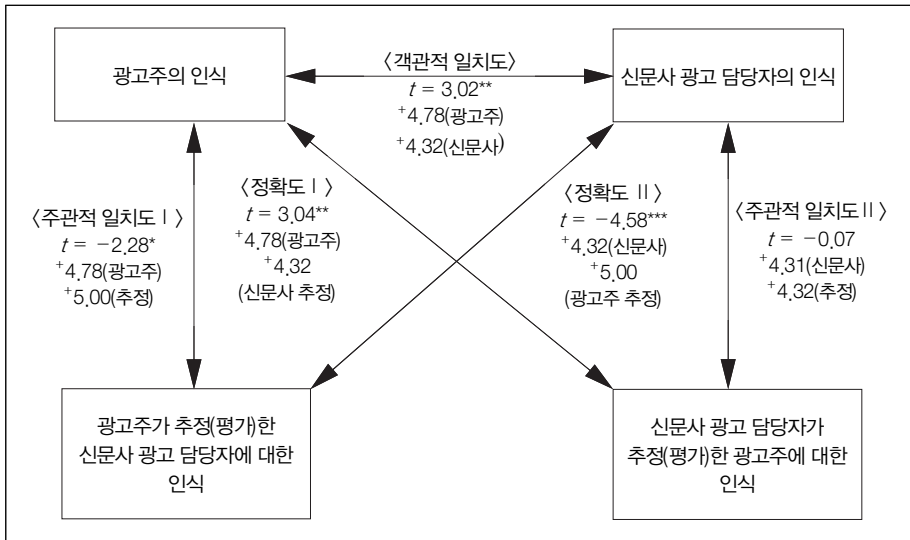 광고주의 인식
〈객관적 일치도〉
t = 3.02**
+4.78(광고주)
+4.32(신문사)
신문사 광고 담당자의 인식
〈주관적 일치도Ⅰ〉
t = −2.28*
+4.78(광고주)
+5.00(추정)
〈정확도Ⅰ〉
t = 3.04**
+4.78(광고주)
+4.32
(신문사 추정)
〈정확도 Ⅱ〉
t = −4.58***
+4.32(신문사)
+5.00
(광고주 추정)
〈주관적 일치도Ⅱ〉
t = −0.07
+4.31(신문사)
+4.32(추정)
광고주가 추정(평가)한
신문사 광고 담당자에 대한
인식
신문사 광고 담당자가
추정(평가)한 광고주에 대한
인식